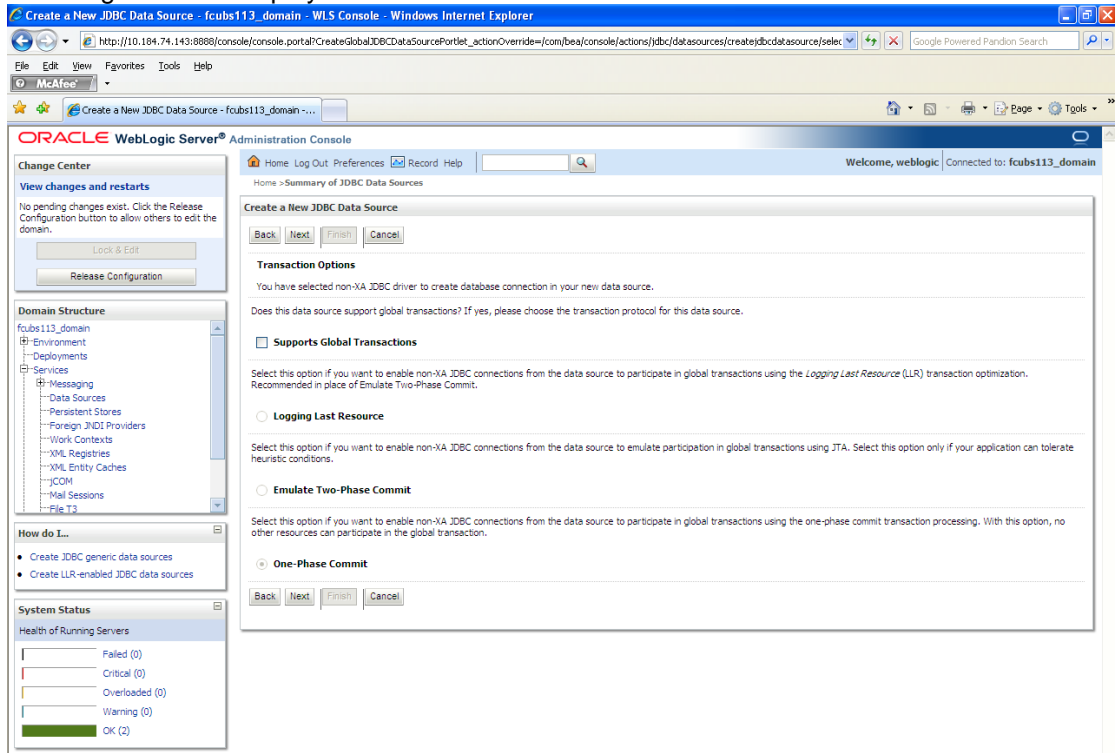 Create a New JDBC Data Source - fcubs113_domain - WLS Console - Windows Internet Explorer
http://10.184.74.143:8888/console/console.portal?CreateGlobalJDBCDataSourcePortlet_actionOverride=/com/bea/console/actions/jdbc/datasources/createjdbcdatasource/selec
Google Powered Pandion Search
File Edit View Favorites Tools Help
McAfee
Create a New JDBC Data Source - fcubs113_domain -...
Page Tools
ORACLE WebLogic Server® Administration Console
Change Center
View changes and restarts
No pending changes exist. Click the Release
Configuration button to allow others to edit the
domain.
Lock & Edit
Release Configuration
Domain Structure
fcubs113_domain
Environment
Deployments
Services
Messaging
Data Sources
Persistent Stores
Foreign JNDI Providers
Work Contexts
XML Registries
XML Entity Caches
jCOM
Mail Sessions
File T3
How do I...
Create JDBC generic data sources
Create LLR-enabled JDBC data sources
System Status
Health of Running Servers
Failed (0)
Critical (0)
Overloaded (0)
Warning (0)
OK (2)
Home Log Out Preferences Record Help
Welcome, weblogic Connected to: fcubs113_domain
Home >Summary of JDBC Data Sources
Create a New JDBC Data Source
Back Next Finish Cancel
Transaction Options
You have selected non-XA JDBC driver to create database connection in your new data source.
Does this data source support global transactions? If yes, please choose the transaction protocol for this data source.
Supports Global Transactions
Select this option if you want to enable non-XA JDBC connections from the data source to participate in global transactions using the Logging Last Resource (LLR) transaction optimization.
Recommended in place of Emulate Two-Phase Commit.
Logging Last Resource
Select this option if you want to enable non-XA JDBC connections from the data source to emulate participation in global transactions using JTA. Select this option only if your application can tolerate
heuristic conditions.
Emulate Two-Phase Commit
Select this option if you want to enable non-XA JDBC connections from the data source to participate in global transactions using the one-phase commit transaction processing. With this option, no
other resources can participate in the global transaction.
One-Phase Commit
Back Next Finish Cancel